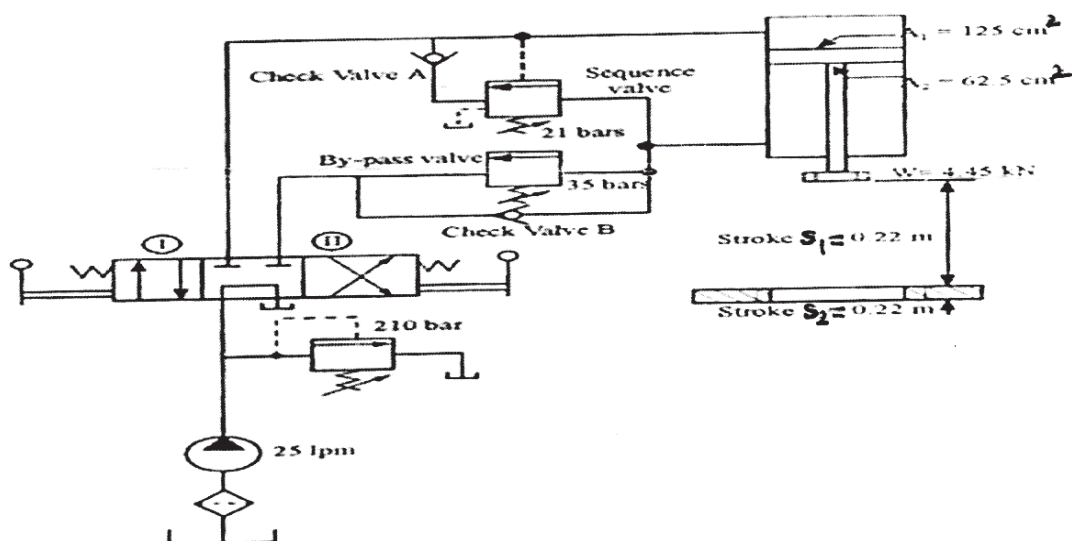 A₁ = 125 cm²
Check Valve A
Sequence
valve
A₂ = 62.5 cm²
21 bars
By-pass valve
35 bars
W= 4.45 kN
Check Valve B
I
II
Stroke S₁= 0.22 m
Stroke S₂= 0.22 m
210 bar
25 lpm